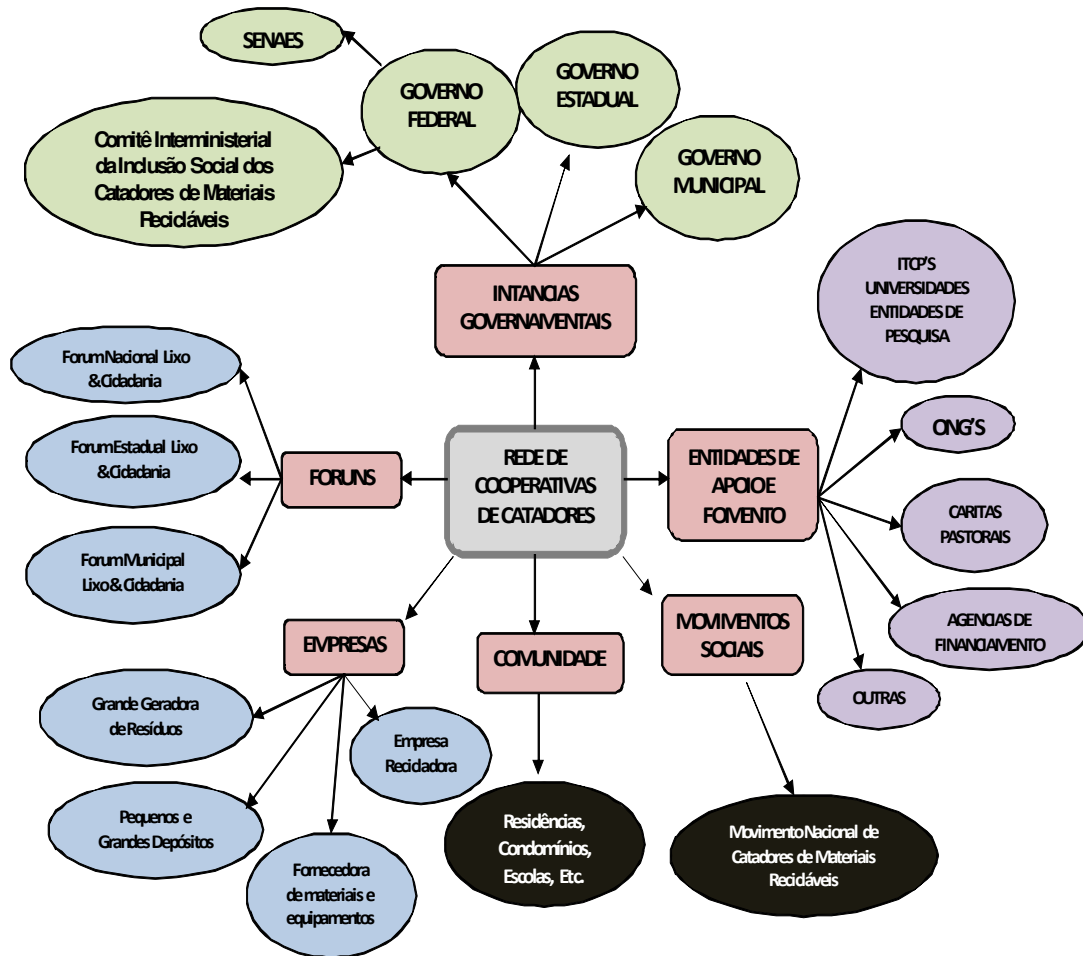 SENAES
GOVERNO
FEDERAL
GOVERNO
ESTADUAL
GOVERNO
MUNICIPAL
Comitê Interministerial
da Inclusão Social dos
Catadores de Materiais
Recicláveis
INTANCIAS
GOVERNAMENTAIS
ITCP'S
UNIVERSIDADES
ENTIDADES DE
PESQUISA
Forum Nacional Lixo
& Cidadania
Forum Estadual Lixo
& Cidadania
Forum Municipal
Lixo & Cidadania
FORUNS
REDE DE
COOPERATIVAS
DE CATADORES
ENTIDADES DE
APOIO E
FOMENTO
ONG'S
CARITAS
PASTORAIS
AGENCIAS DE
FINANCIAMENTO
OUTRAS
EMPRESAS
COMUNIDADE
MOVIMENTOS
SOCIAIS
Grande Geradora
de Resíduos
Empresa
Recicladora
Pequenos e
Grandes Depósitos
Fornecedora
de materiais e
equipamentos
Residências,
Condomínios,
Escolas, Etc.
Movimento Nacional de
Catadores de Materiais
Recicláveis